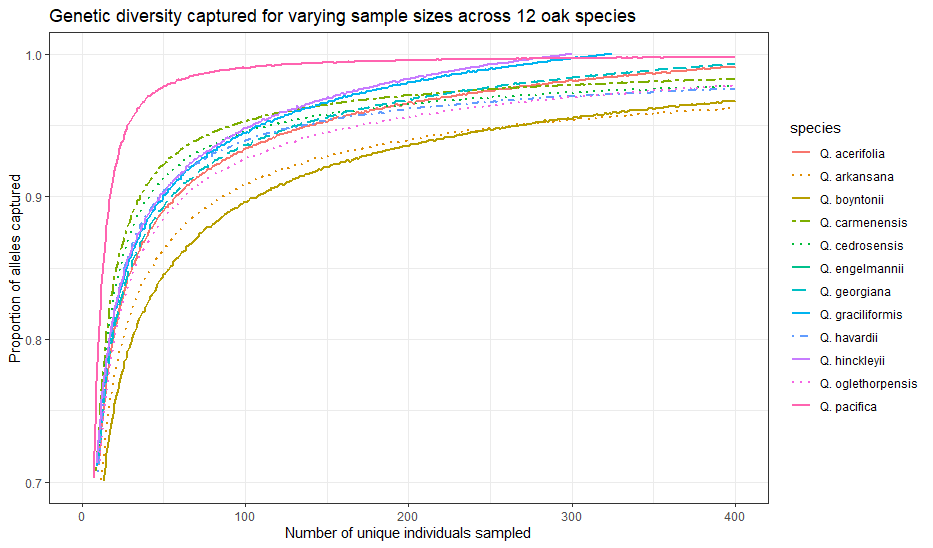 Genetic diversity captured for varying sample sizes across 12 oak species
Proportion of alleles captured
1.0
0.9
0.8
0.7
0
100
200
300
400
Number of unique individuals sampled
species
Q. acerifolia
Q. arkansana
Q. boyntonii
Q. carmenensis
Q. cedrosensis
Q. engelmannii
Q. georgiana
Q. graciliformis
Q. havardii
Q. hinckleyii
Q. oglethorpensis
Q. pacifica